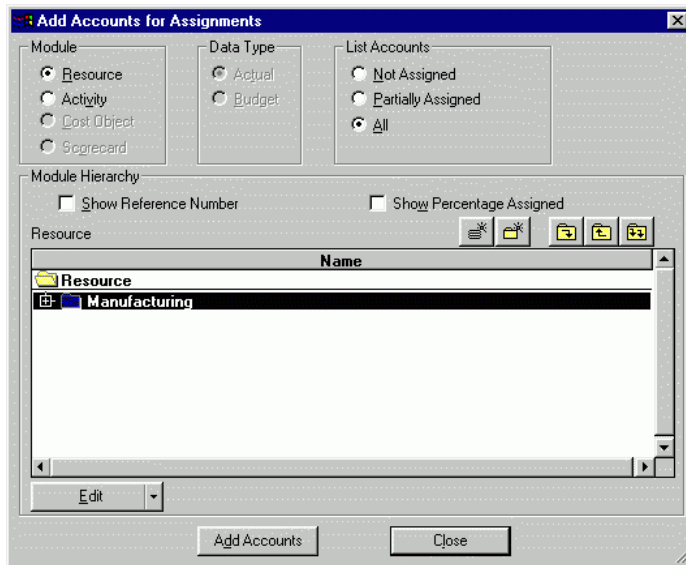 Add Accounts for Assignments
Module
Data Type
List Accounts
Resource
Actual
Not Assigned
Activity
Budget
Partially Assigned
Cost Object
All
Scorecard
Module Hierarchy
Show Reference Number
Show Percentage Assigned
Resource
Name
Resource
Manufacturing
Edit
Add Accounts
Close